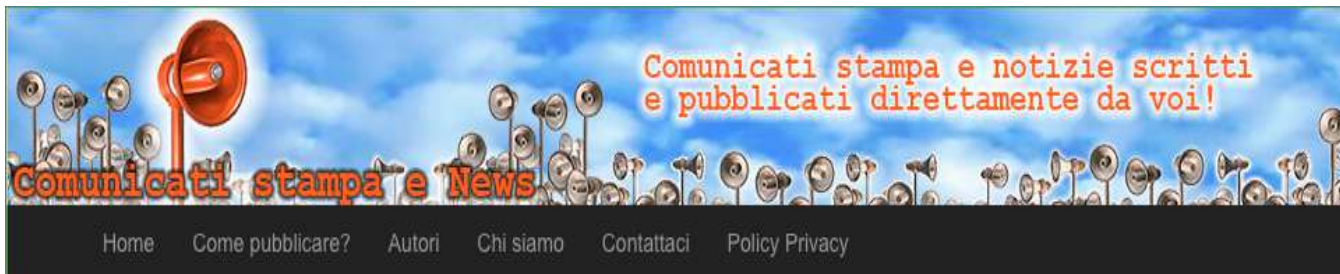 Comunicati stampa e notizie scritti
e pubblicati direttamente da voi!
Comunicati stampa e News
Home Come pubblicare? Autori Chi siamo Contattaci Policy Privacy